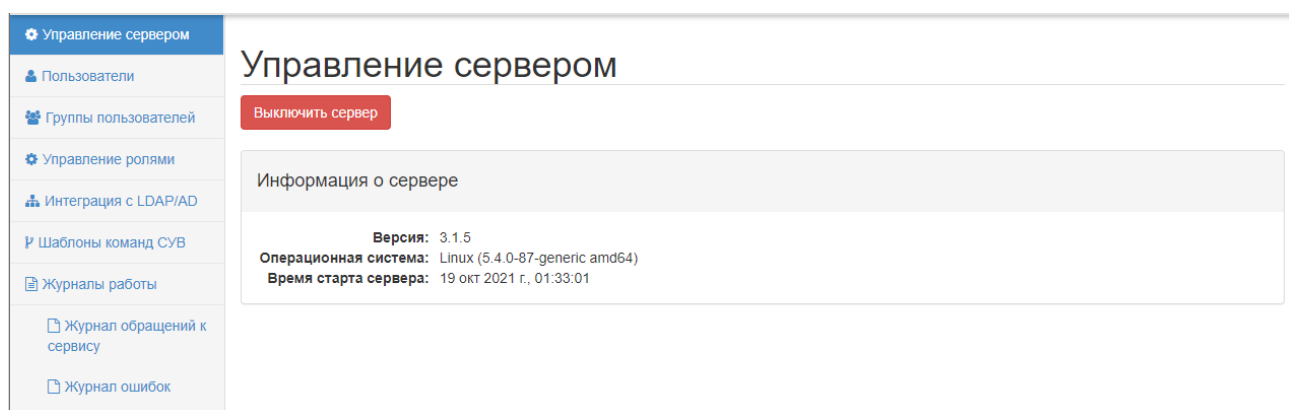 Управление сервером
Пользователи
Группы пользователей
Управление ролями
Интеграция с LDAP/AD
Шаблоны команд СУВ
Журналы работы
Журнал обращений к
сервису
Журнал ошибок
Управление сервером
Выключить сервер
Информация о сервере
Версия: 3.1.5
Операционная система: Linux (5.4.0-87-generic amd64)
Время старта сервера: 19 окт 2021 г., 01:33:01